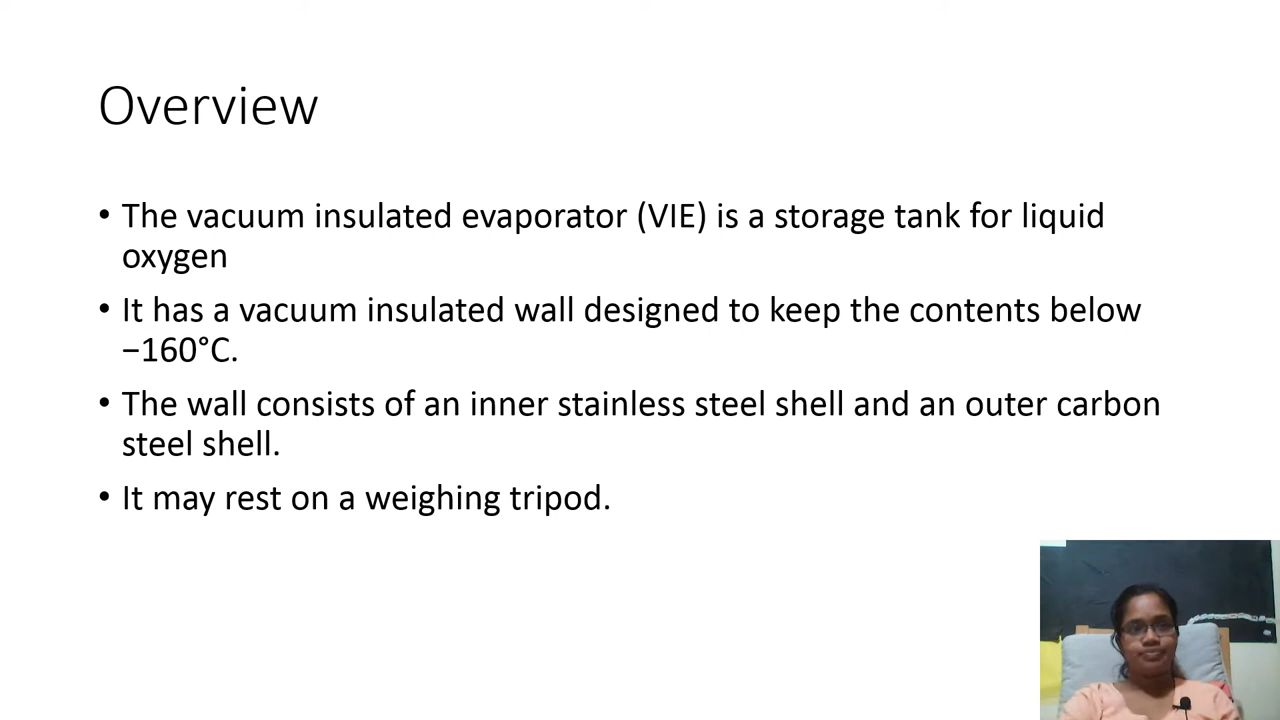 Overview
• The vacuum insulated evaporator (VIE) is a storage tank for liquid
oxygen
• It has a vacuum insulated wall designed to keep the contents below
−160°C.
• The wall consists of an inner stainless steel shell and an outer carbon
steel shell.
• It may rest on a weighing tripod.